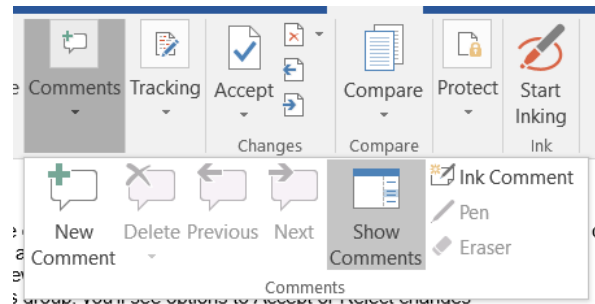 Comments Tracking Accept Compare Protect Start
Inking
Changes Compare Ink
New
Comment
Delete Previous Next Show
Comments
Ink Comment
Pen
Eraser
Comments
group. You'll see options to Accept or Reject changes